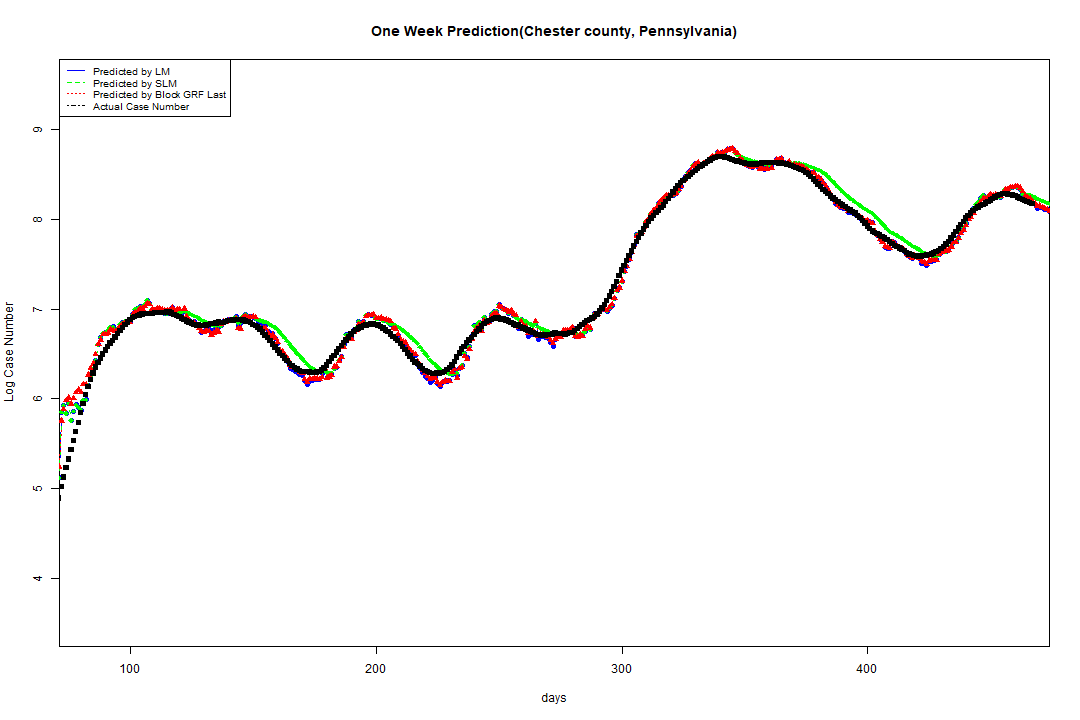 One Week Prediction(Chester county, Pennsylvania)
Predicted by LM
Predicted by SLM
Predicted by Block GRF Last
Actual Case Number
9
8
7
6
5
4
Log Case Number
100 200 300 400
days